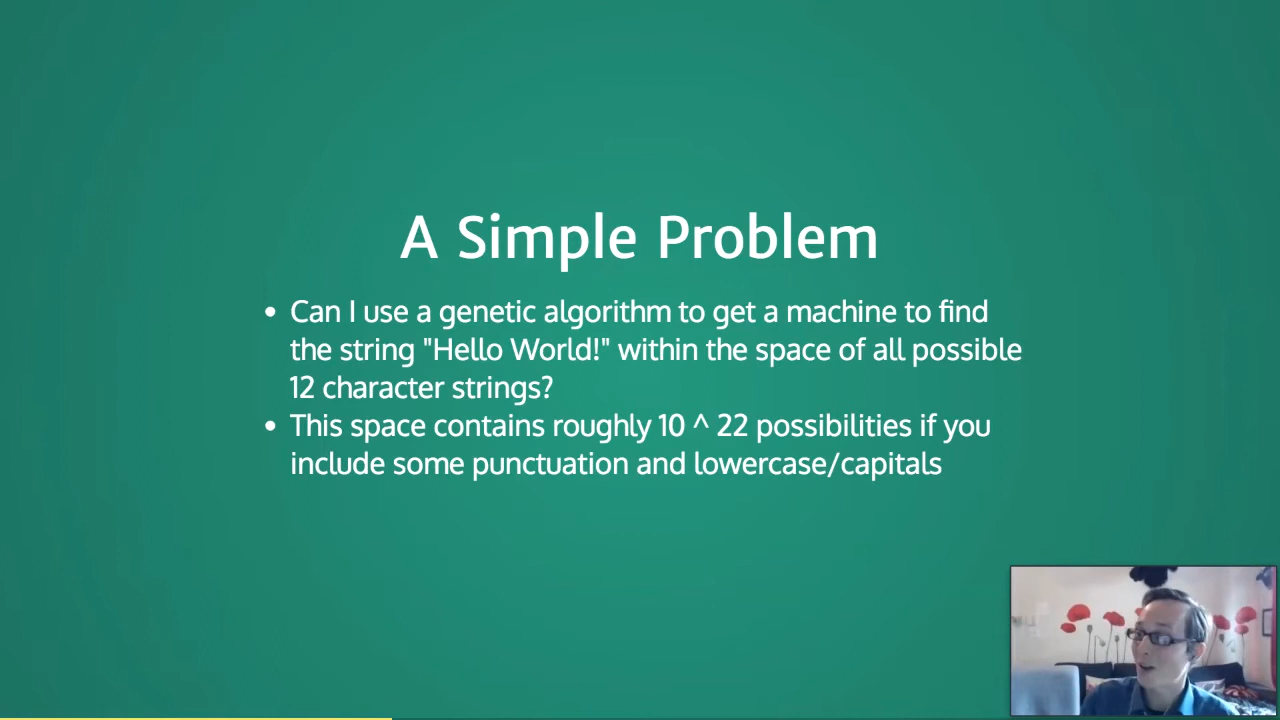 A Simple Problem
• Can I use a genetic algorithm to get a machine to find
the string "Hello World!" within the space of all possible
12 character strings?
• This space contains roughly 10 ^ 22 possibilities if you
include some punctuation and lowercase/capitals